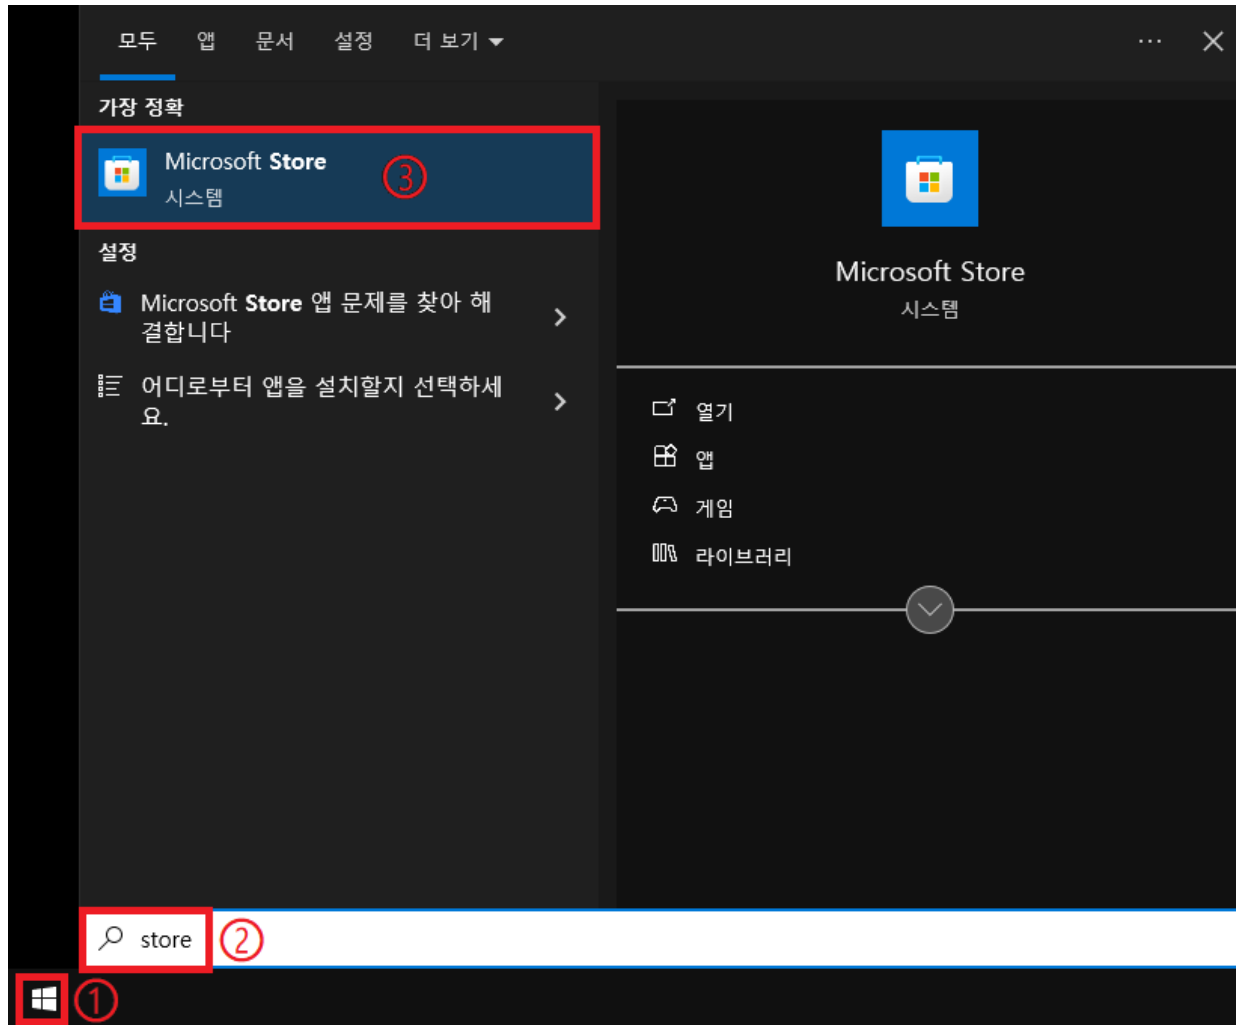 모두 앱 문서 설정 더 보기
가장 정확
Microsoft Store
시스템
③
설정
Microsoft Store 앱 문제를 찾아 해
결합니다
어디로부터 앱을 설치할지 선택하세
요.
Microsoft Store
시스템
열기
앱
게임
라이브러리
store ②
①